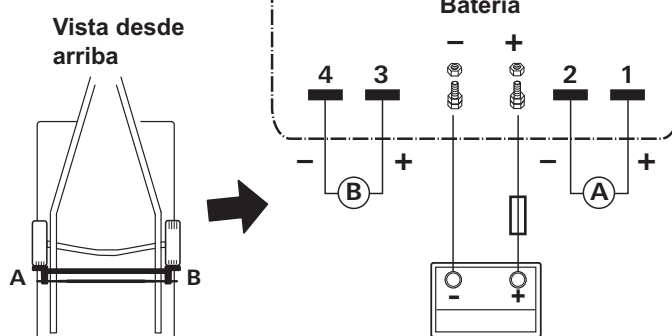 Vista desde
arriba
Batería
– +
4 3 2 1
– + – +
B A
A B
- +